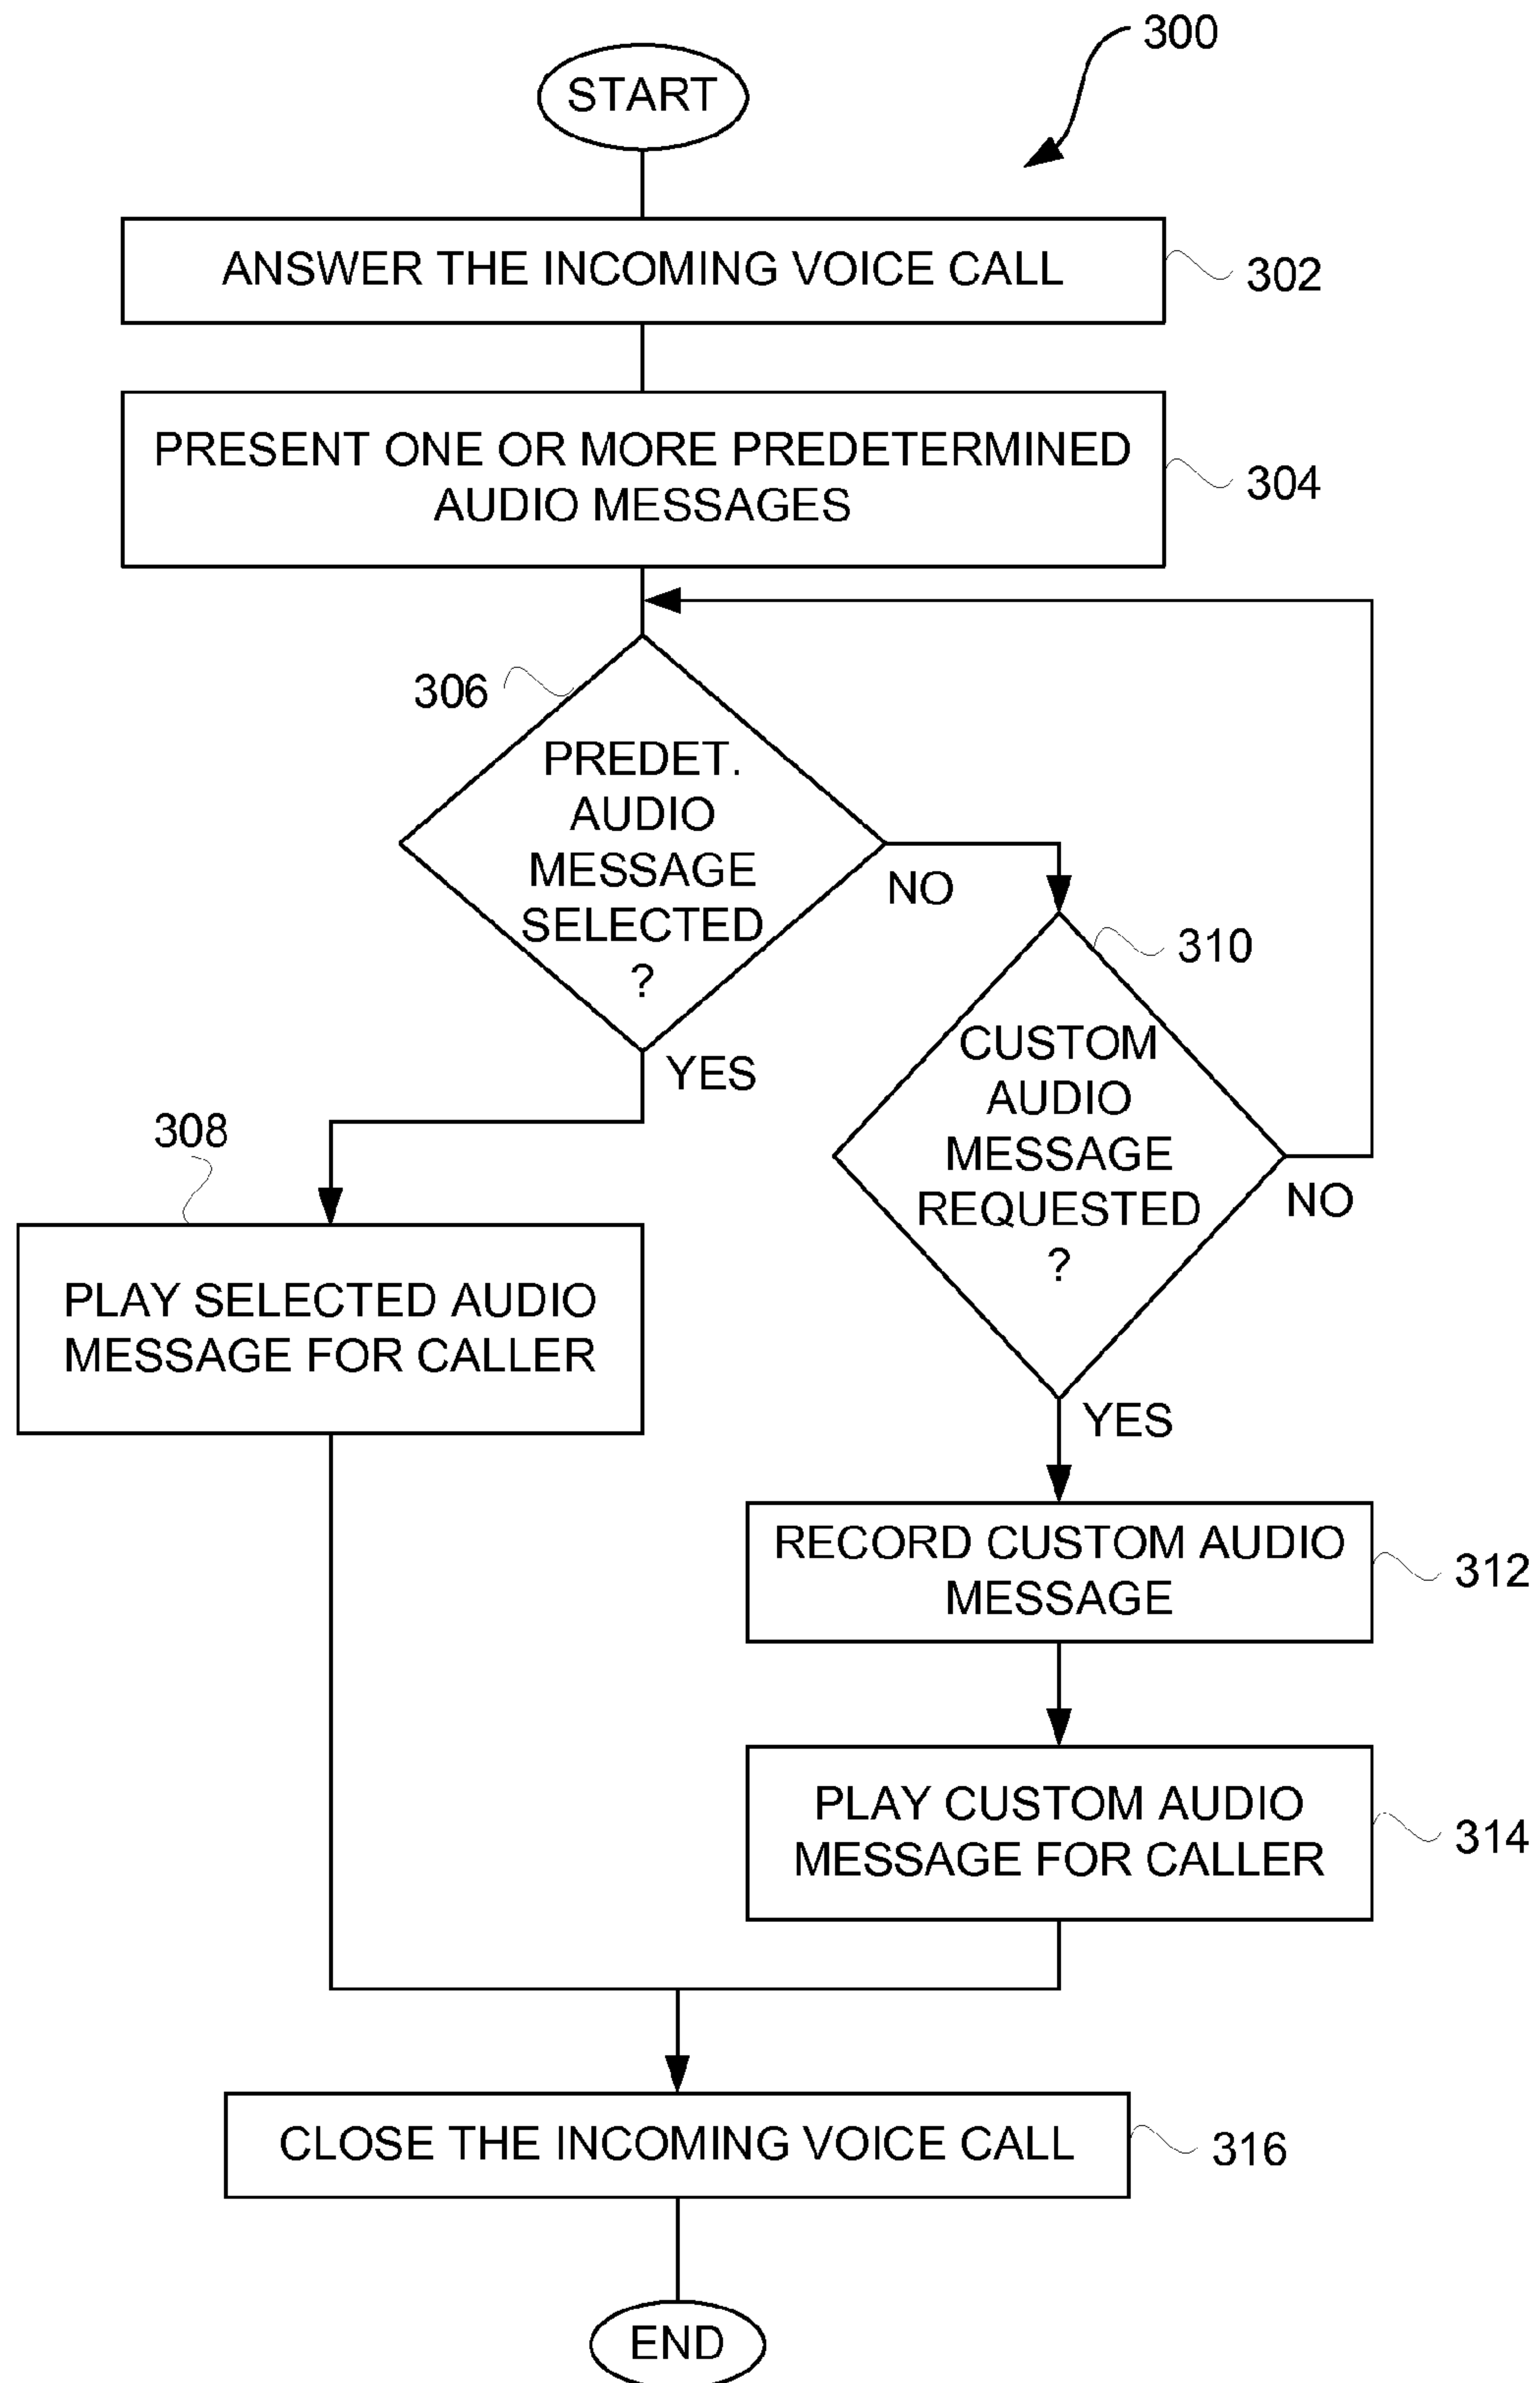 300
START
ANSWER THE INCOMING VOICE CALL
302
PRESENT ONE OR MORE PREDETERMINED
AUDIO MESSAGES
304
306
PREDET.
AUDIO
MESSAGE
SELECTED
?
NO
YES
310
CUSTOM
AUDIO
MESSAGE
REQUESTED
?
NO
YES
308
PLAY SELECTED AUDIO
MESSAGE FOR CALLER
RECORD CUSTOM AUDIO
MESSAGE
312
PLAY CUSTOM AUDIO
MESSAGE FOR CALLER
314
CLOSE THE INCOMING VOICE CALL
316
END